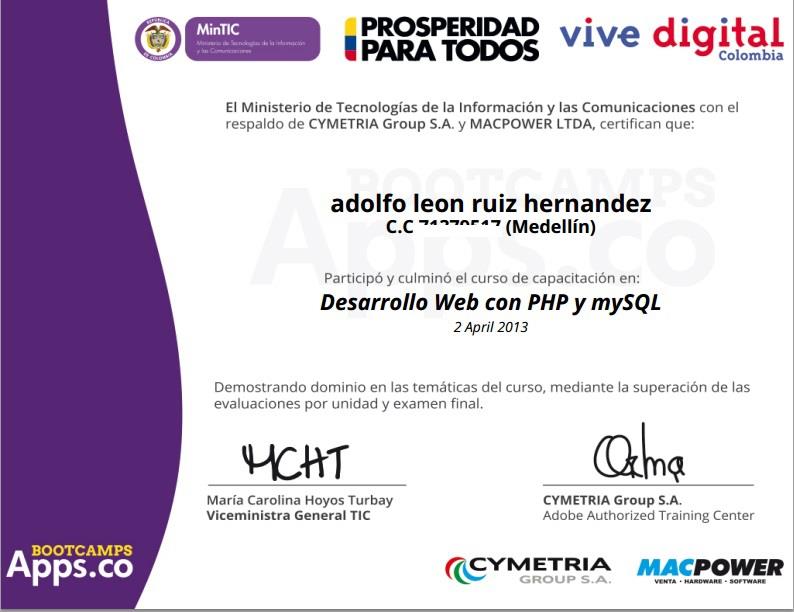 MinTIC
Ministerio de Tecnologías de la Información
y las Comunicaciones
PROSPERIDAD
PARA TODOS
vive digital
Colombia
El Ministerio de Tecnologías de la Información y las Comunicaciones con el
respaldo de CYMETRIA Group S.A. y MACPOWER LTDA, certifican que:
BOOTCAMPS
Apps.co
adolfo leon ruiz hernandez
C.C (Medellín)
Participó y culminó el curso de capacitación en:
Desarrollo Web con PHP y mySQL
2 April 2013
Demostrando dominio en las temáticas del curso, mediante la superación de las
evaluaciones por unidad y examen final.
MCHT
María Carolina Hoyos Turbay
Viceministra General TIC
CYMETRIA Group S.A.
Adobe Authorized Training Center
BOOTCAMPS
Apps.co
CYMETRIA
GROUP S.A.
MACPOWER
VENTA • HARDWARE • SOFTWARE